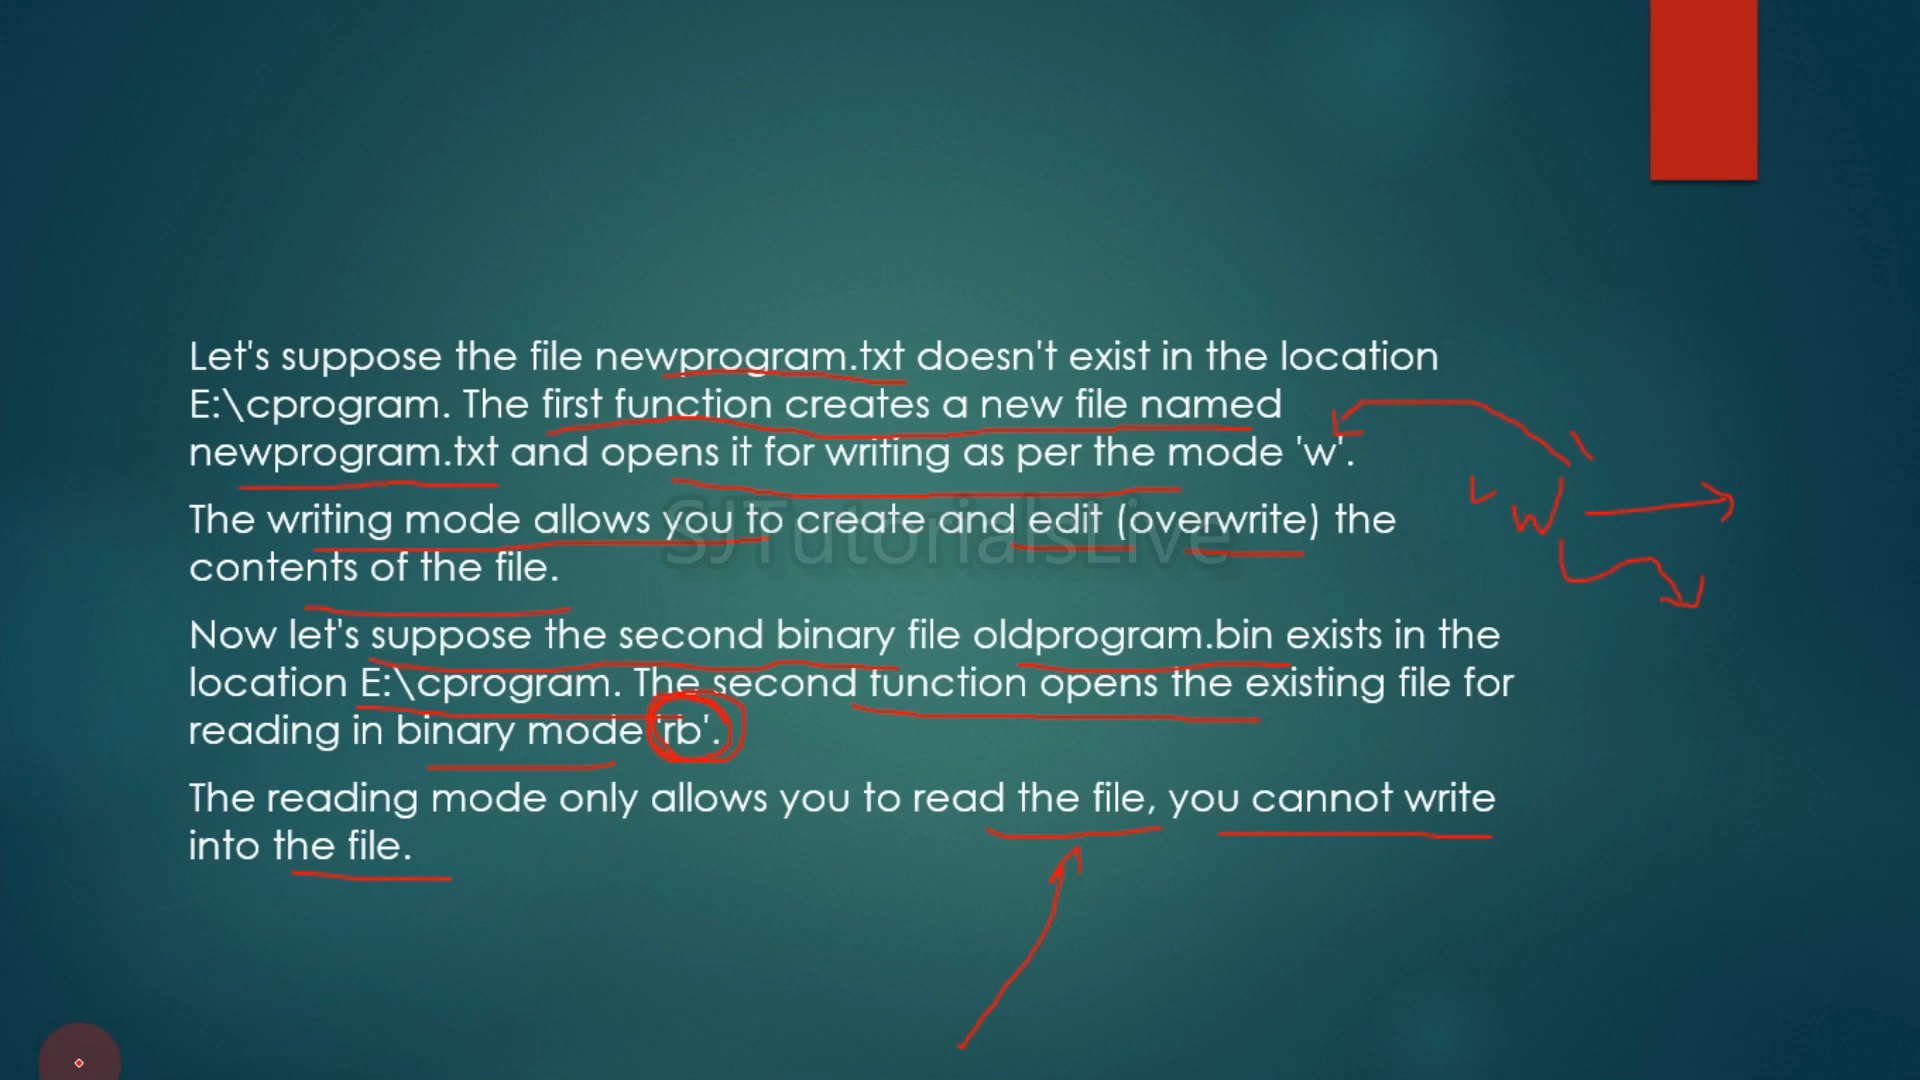 Let's suppose the file newprogram.txt doesn't exist in the location
E:\cprogram. The first function creates a new file named
newprogram.txt and opens it for writing as per the mode 'w'.
"w"
The writing mode allows you to create and edit (overwrite) the
SJTutorialsLive
contents of the file.
Now let's suppose the second binary file oldprogram.bin exists in the
location E:\cprogram. The second function opens the existing file for
reading in binary mode 'rb'.
The reading mode only allows you to read the file, you cannot write
into the file.